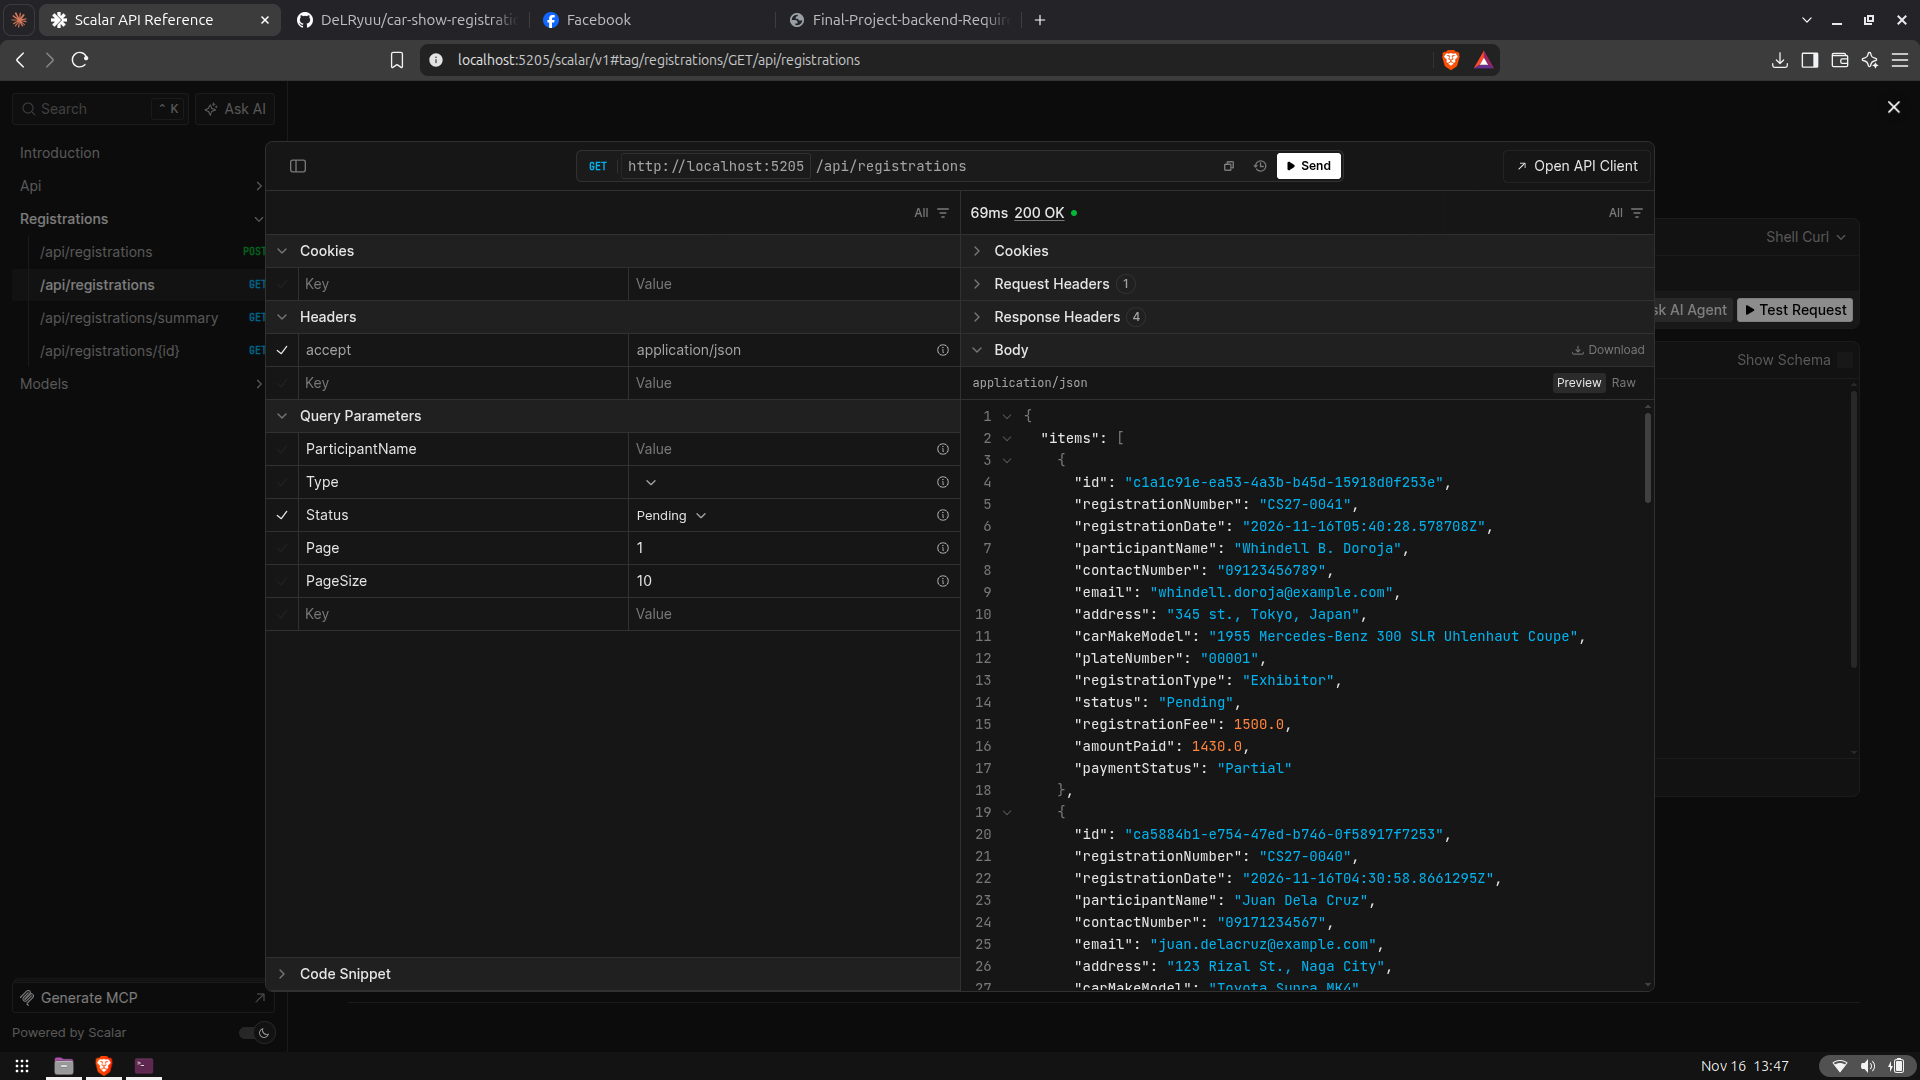 Scalar API Reference
DeLRyuu/car-show-registratio
Facebook
Final-Project-backend-Requir
localhost:5205/scalar/v1#tag/registrations/GET/api/registrations
Search
⌃ K
Ask AI
Introduction
Api
Registrations
/api/registrations POST
/api/registrations GET
/api/registrations/summary GET
/api/registrations/{id} GET
Models
Generate MCP
Powered by Scalar
GET http://localhost:5205 /api/registrations
Send
Open API Client
All
Cookies
Key Value
Headers
accept application/json
Key Value
Query Parameters
ParticipantName Value
Type
Status Pending
Page 1
PageSize 10
Key Value
Code Snippet
69ms 200 OK
All
Cookies
Request Headers 1
Response Headers 4
Body
Download
application/json
Preview Raw
1 {
2 "items": [
3 {
4 "id": "c1a1c91e-ea53-4a3b-b45d-15918d0f253e",
5 "registrationNumber": "CS27-0041",
6 "registrationDate": "2026-11-16T05:40:28.578708Z",
7 "participantName": "Whindell B. Doroja",
8 "contactNumber": "09123456789",
9 "email": "whindell.doroja@example.com",
10 "address": "345 st., Tokyo, Japan",
11 "carMakeModel": "1955 Mercedes-Benz 300 SLR Uhlenhaut Coupe",
12 "plateNumber": "00001",
13 "registrationType": "Exhibitor",
14 "status": "Pending",
15 "registrationFee": 1500.0,
16 "amountPaid": 1430.0,
17 "paymentStatus": "Partial"
18 },
19 {
20 "id": "ca5884b1-e754-47ed-b746-0f58917f7253",
21 "registrationNumber": "CS27-0040",
22 "registrationDate": "2026-11-16T04:30:58.8661295Z",
23 "participantName": "Juan Dela Cruz",
24 "contactNumber": "09171234567",
25 "email": "juan.delacruz@example.com",
26 "address": "123 Rizal St., Naga City",
27 "carMakeModel": "Toyota Supra MK4"
Shell Curl
sk AI Agent
Test Request
Show Schema
Nov 16 13:47